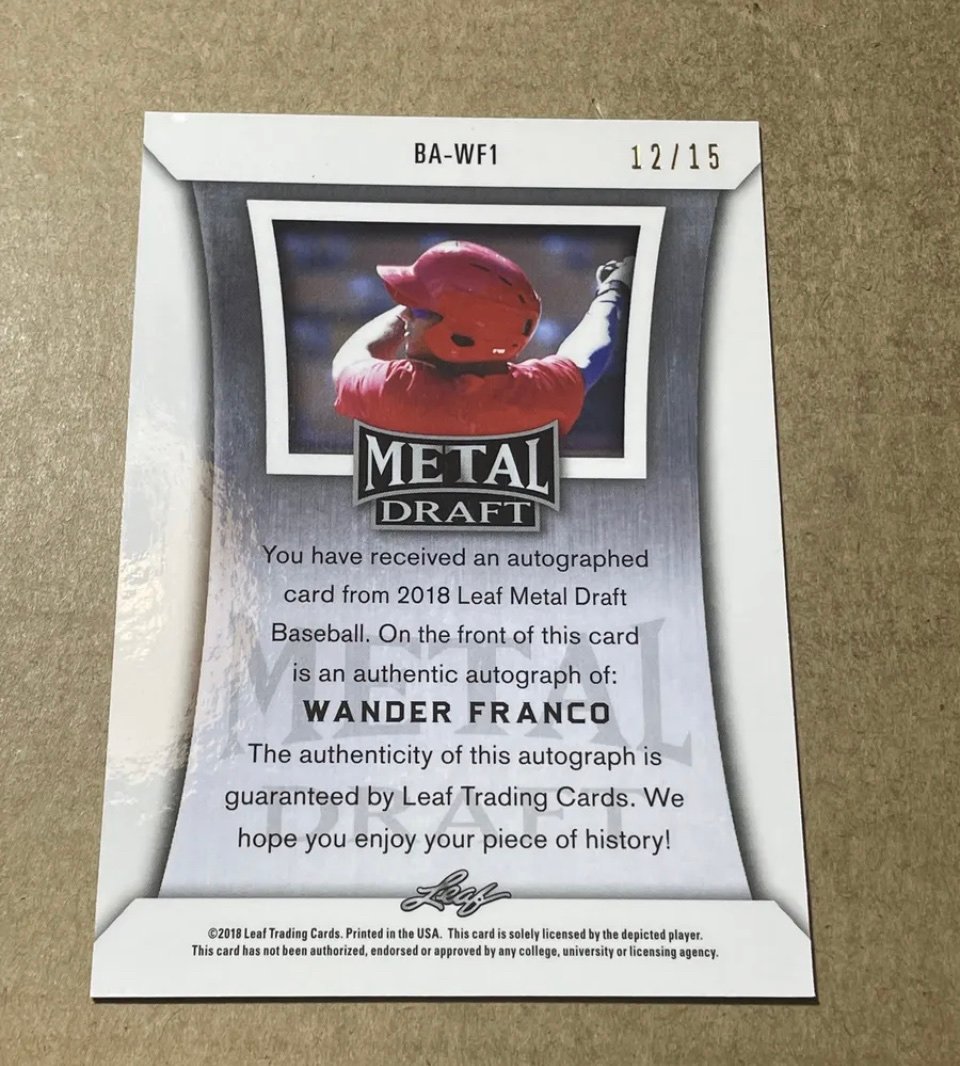 BA-WF1
12/15
METAL
DRAFT
You have received an autographed
card from 2018 Leaf Metal Draft
Baseball. On the front of this card
is an authentic autograph of:
WANDER FRANCO
The authenticity of this autograph is
guaranteed by Leaf Trading Cards. We
hope you enjoy your piece of history!
METAL
DRAFT
Leaf
©2018 Leaf Trading Cards. Printed in the USA. This card is solely licensed by the depicted player.
This card has not been authorized, endorsed or approved by any college, university or licensing agency.